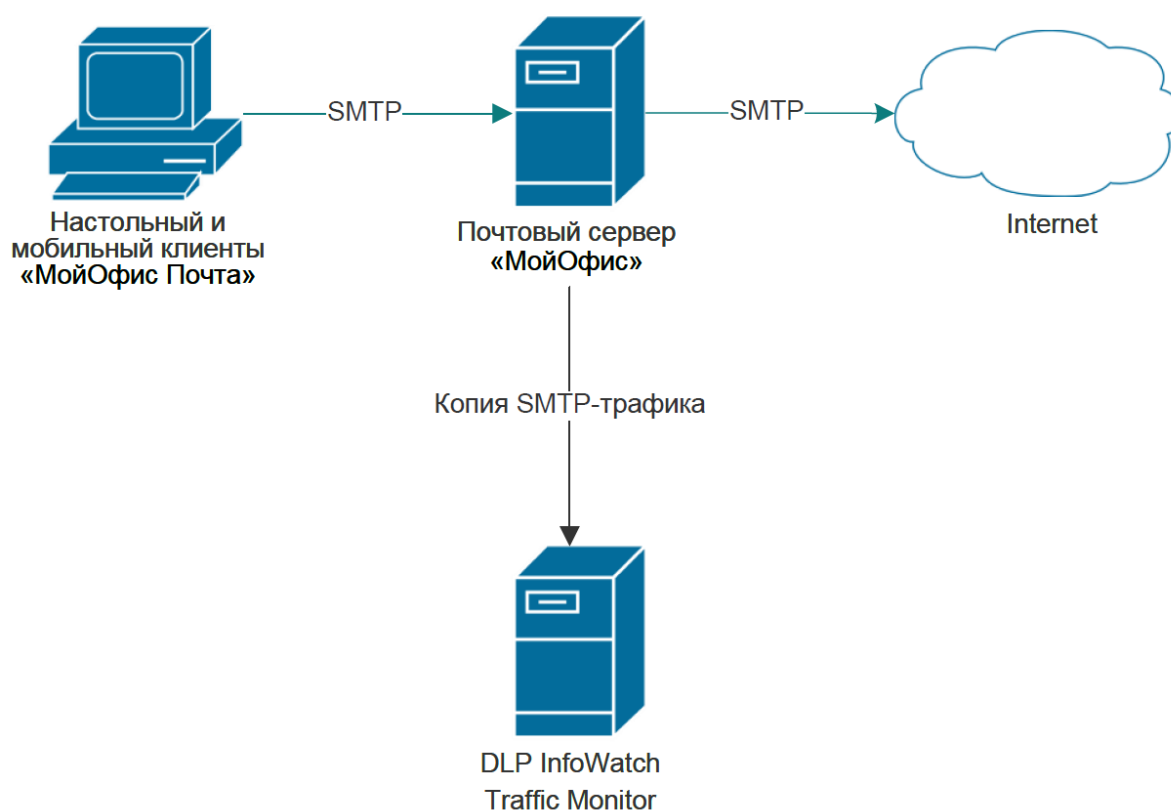 SMTP
SMTP
Настольный и
мобильный клиенты
«МойОфис Почта»
Почтовый сервер
«МойОфис»
Internet
Копия SMTP-трафика
DLP InfoWatch
Traffic Monitor